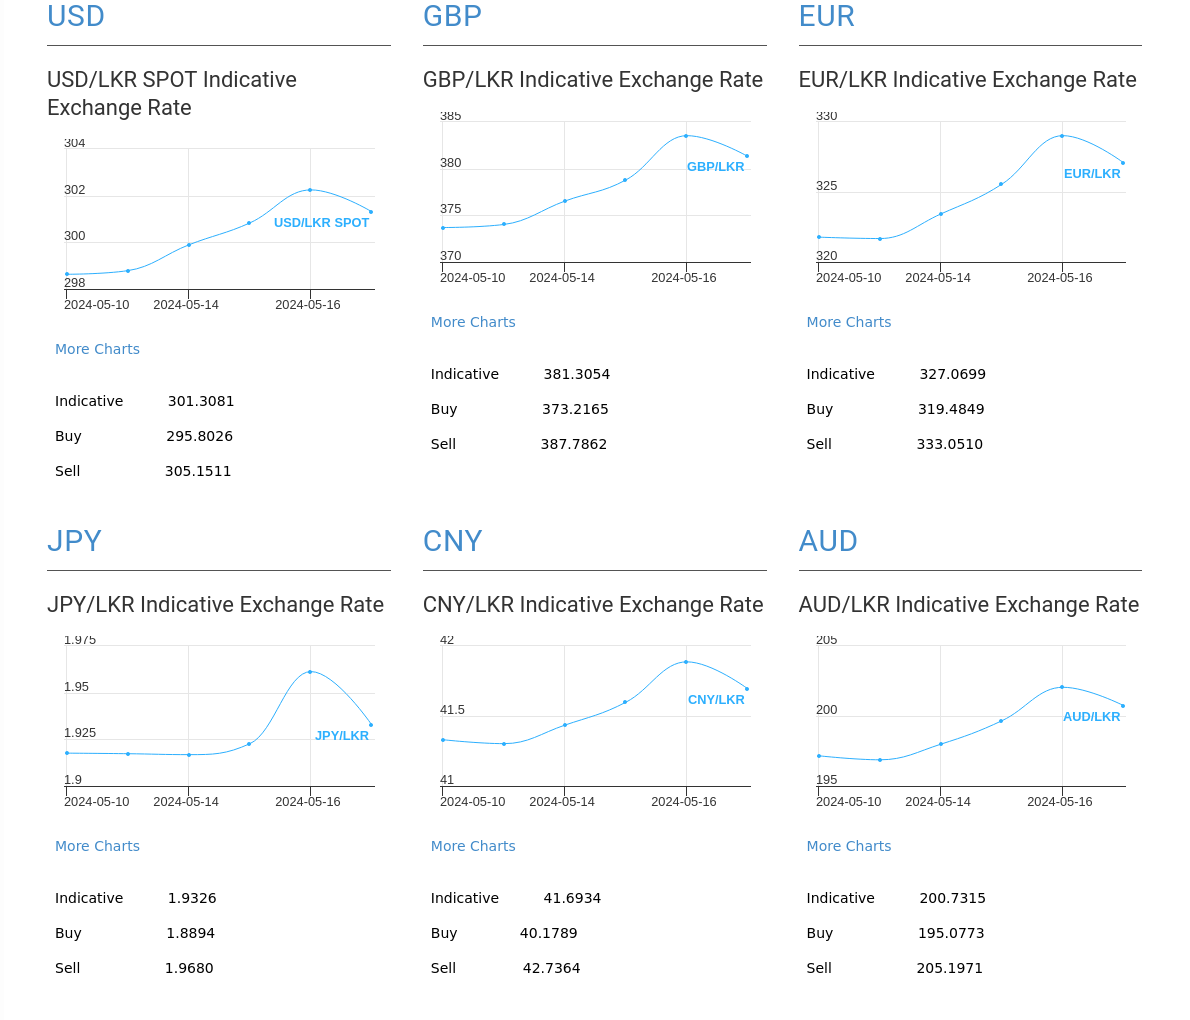 USD
USD/LKR SPOT Indicative
Exchange Rate
304
302
300
298
USD/LKR SPOT
2024-05-10 2024-05-14 2024-05-16
More Charts
Indicative 301.3081
Buy 295.8026
Sell 305.1511
GBP
GBP/LKR Indicative Exchange Rate
385
380
375
370
GBP/LKR
2024-05-10 2024-05-14 2024-05-16
More Charts
Indicative 381.3054
Buy 373.2165
Sell 387.7862
EUR
EUR/LKR Indicative Exchange Rate
330
325
320
EUR/LKR
2024-05-10 2024-05-14 2024-05-16
More Charts
Indicative 327.0699
Buy 319.4849
Sell 333.0510
JPY
JPY/LKR Indicative Exchange Rate
1.975
1.95
1.925
1.9
JPY/LKR
2024-05-10 2024-05-14 2024-05-16
More Charts
Indicative 1.9326
Buy 1.8894
Sell 1.9680
CNY
CNY/LKR Indicative Exchange Rate
42
41.5
41
CNY/LKR
2024-05-10 2024-05-14 2024-05-16
More Charts
Indicative 41.6934
Buy 40.1789
Sell 42.7364
AUD
AUD/LKR Indicative Exchange Rate
205
200
195
AUD/LKR
2024-05-10 2024-05-14 2024-05-16
More Charts
Indicative 200.7315
Buy 195.0773
Sell 205.1971